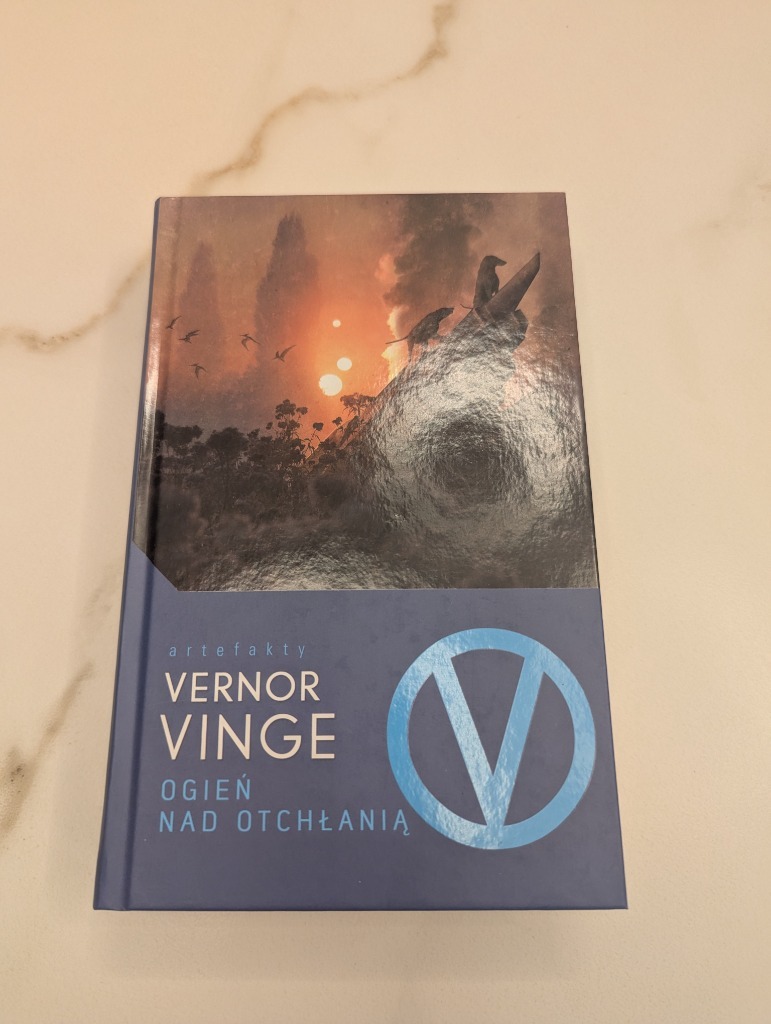 artefakty
VERNOR
VINGE
OGIEŃ
NAD OTCHŁANIĄ
V